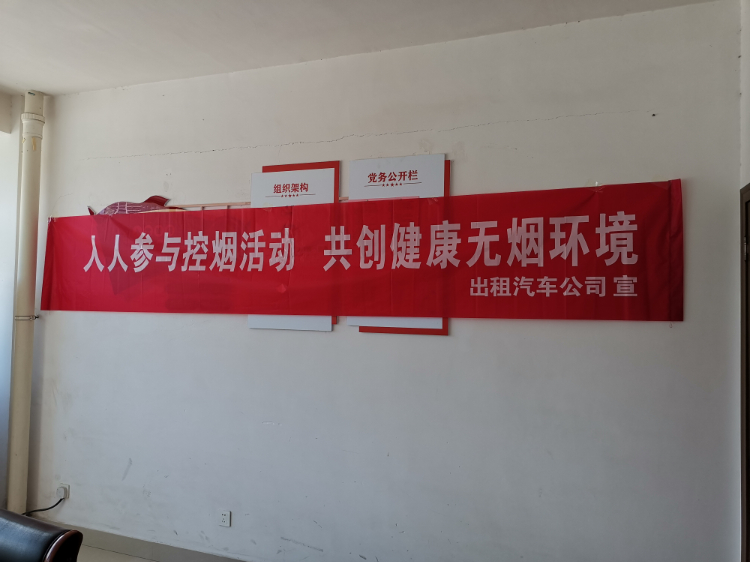 组织架构
党务公开栏
人人参与控烟活动 共创健康无烟环境
出租汽车公司 宣